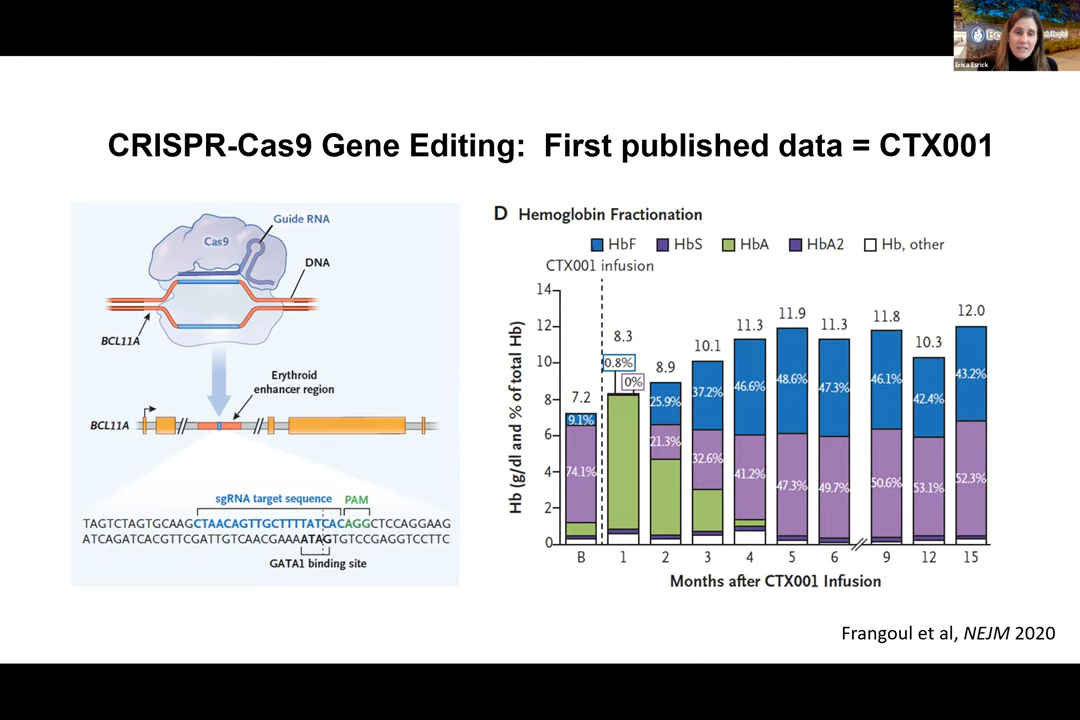 Erica Esrick
CRISPR-Cas9 Gene Editing: First published data = CTX001
Guide RNA
Cas9
DNA
BCL11A
Erythroid
enhancer region
BCL11A
sgRNA target sequence PAM
TAGTCTAGTGCAAGCTAACAGTTGCTTTTATCACAGGCTCCAGGAAG
ATCAGATCACGTTCGATTGTCAACGAAAATAGTGTCCGAGGTCCTTC
GATA1 binding site
D Hemoglobin Fractionation
HbF HbS HbA HbA2 Hb, other
CTX001 infusion
Hb (g/dl and % of total Hb)
14
12
10
8
6
4
2
0
7.2 8.3 8.9 10.1 11.3 11.9 11.3 11.8 10.3 12.0
9.1% 0.8% 25.9% 37.2% 46.6% 48.6% 47.3% 46.1% 42.4% 43.2%
74.1% 0% 21.3% 32.6% 41.2% 47.3% 49.7% 50.6% 53.1% 52.3%
B 1 2 3 4 5 6 9 12 15
Months after CTX001 Infusion
Frangoul et al, NEJM 2020